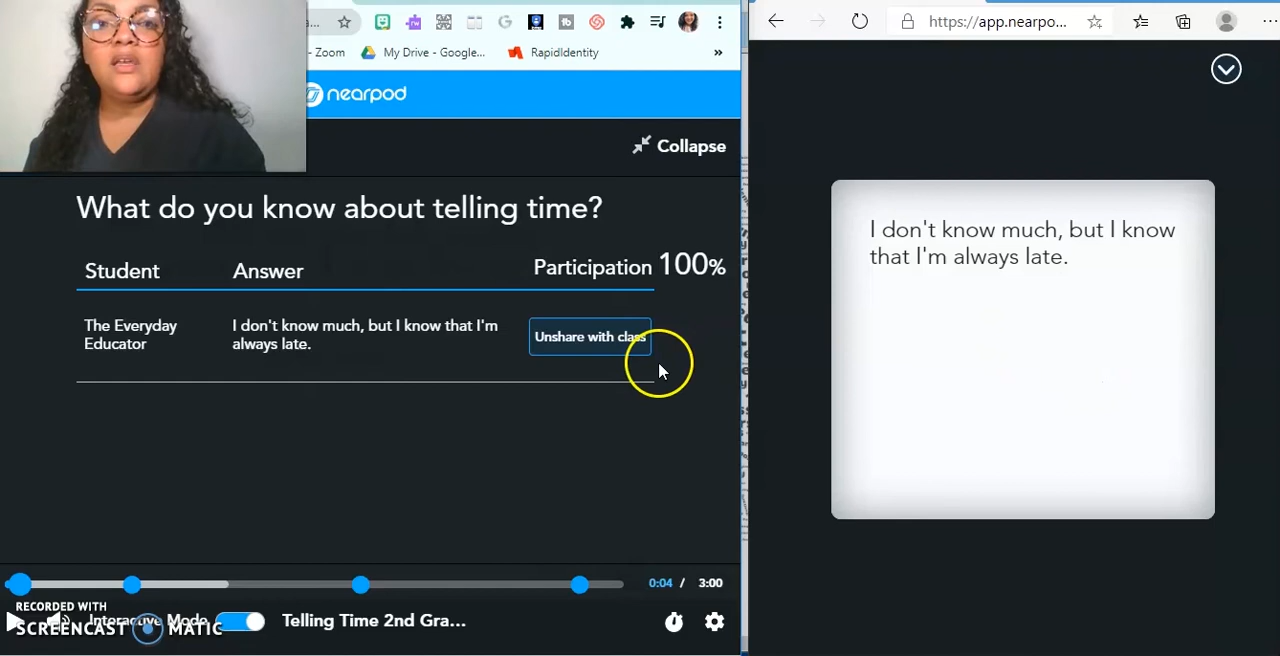 a...
- Zoom
My Drive - Google...
RapidIdentity
»
https://app.nearpo...
nearpod
Collapse
What do you know about telling time?
Student
Answer
Participation 100%
The Everyday
Educator
I don't know much, but I know that I'm
always late.
Unshare with class
0:04 / 3:00
Interactive Mode
Telling Time 2nd Gra...
RECORDED WITH
SCREENCAST MATIC
I don't know much, but I know
that I'm always late.